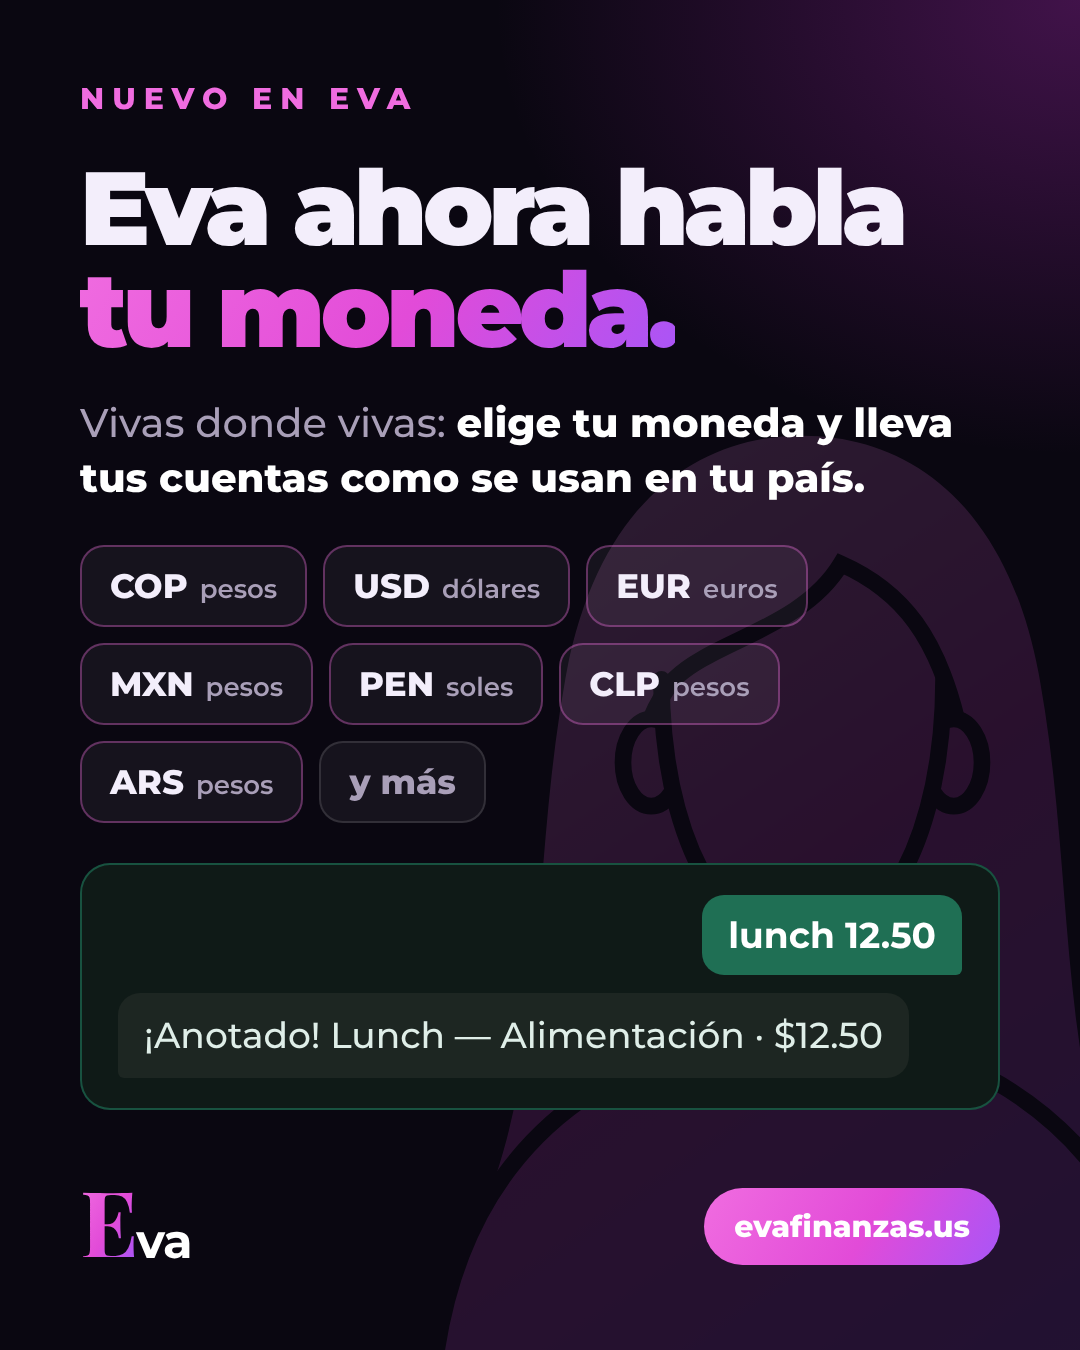 NUEVO EN EVA
Eva ahora habla
tu moneda.
Vivas donde vivas: elige tu moneda y lleva
tus cuentas como se usan en tu país.
COP pesos USD dólares EUR euros
MXN pesos PEN soles CLP pesos
ARS pesos y más
lunch 12.50
¡Anotado! Lunch — Alimentación · $12.50
Eva evafinanzas.us